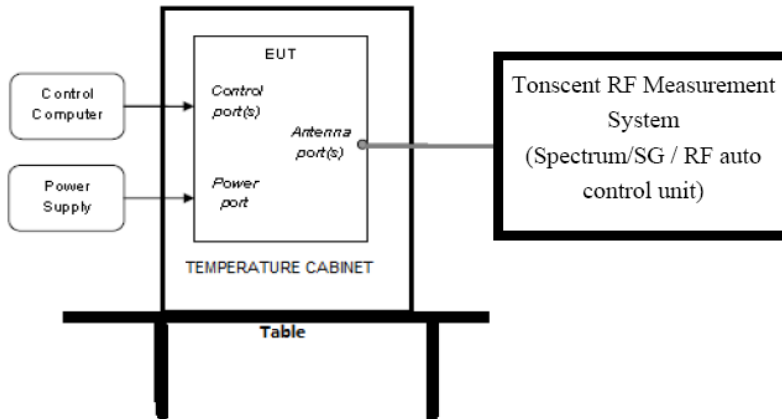 EUT
Control
Computer
Control
port(s)
Antenna
port(s)
Power
Supply
Power
port
TEMPERATURE CABINET
Table
Tonscent RF Measurement
System
(Spectrum/SG / RF auto
control unit)